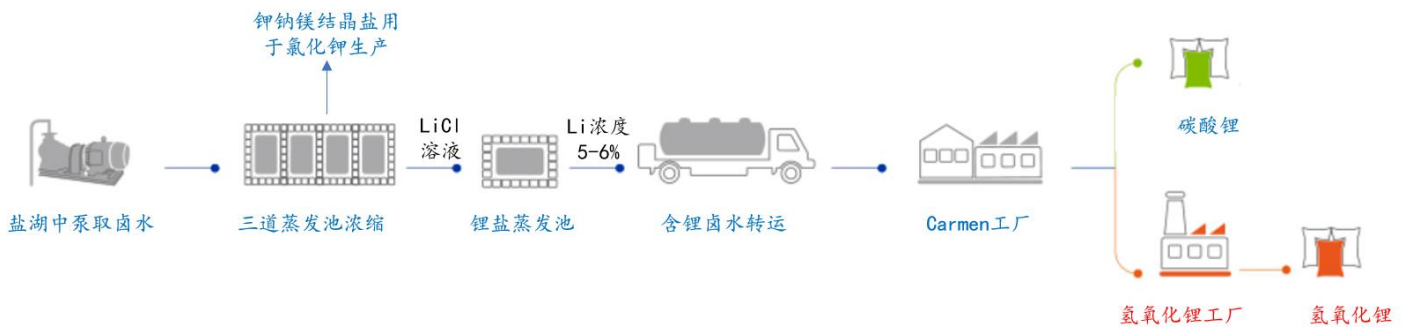 钾钠镁结晶盐用
于氯化钾生产
LiCl
溶液
Li浓度
5-6%
盐湖中泵取卤水
三道蒸发池浓缩
锂盐蒸发池
含锂卤水转运
Carmen工厂
碳酸锂
氢氧化锂工厂
氢氧化锂